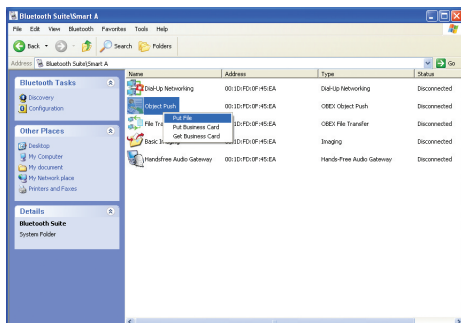 Bluetooth Suite\Smart A
File Edit View Bluetooth Favorites Tools Help
Back Search Folders
Address Bluetooth Suite\Smart A Go
Name Address Type Status
Bluetooth Tasks
Discovery
Configuration
Other Places
Desktop
My Computer
My document
My Network place
Printers and Faxes
Details
Bluetooth Suite
System Folder
Dial-Up Networking 00:1D:FD:0F:45:EA Dial-Up Networking Disconnected
Object Push 00:1D:FD:0F:45:EA OBEX Object Push Disconnected
Put File
Put Business Card
Get Business Card
File Tra :1D:FD:0F:45:EA OBEX File Transfer Disconnected
Basic Im :1D:FD:0F:45:EA Imaging Disconnected
Handsfree Audio Gateway 00:1D:FD:0F:45:EA Hands-Free Audio Gateway Disconnected